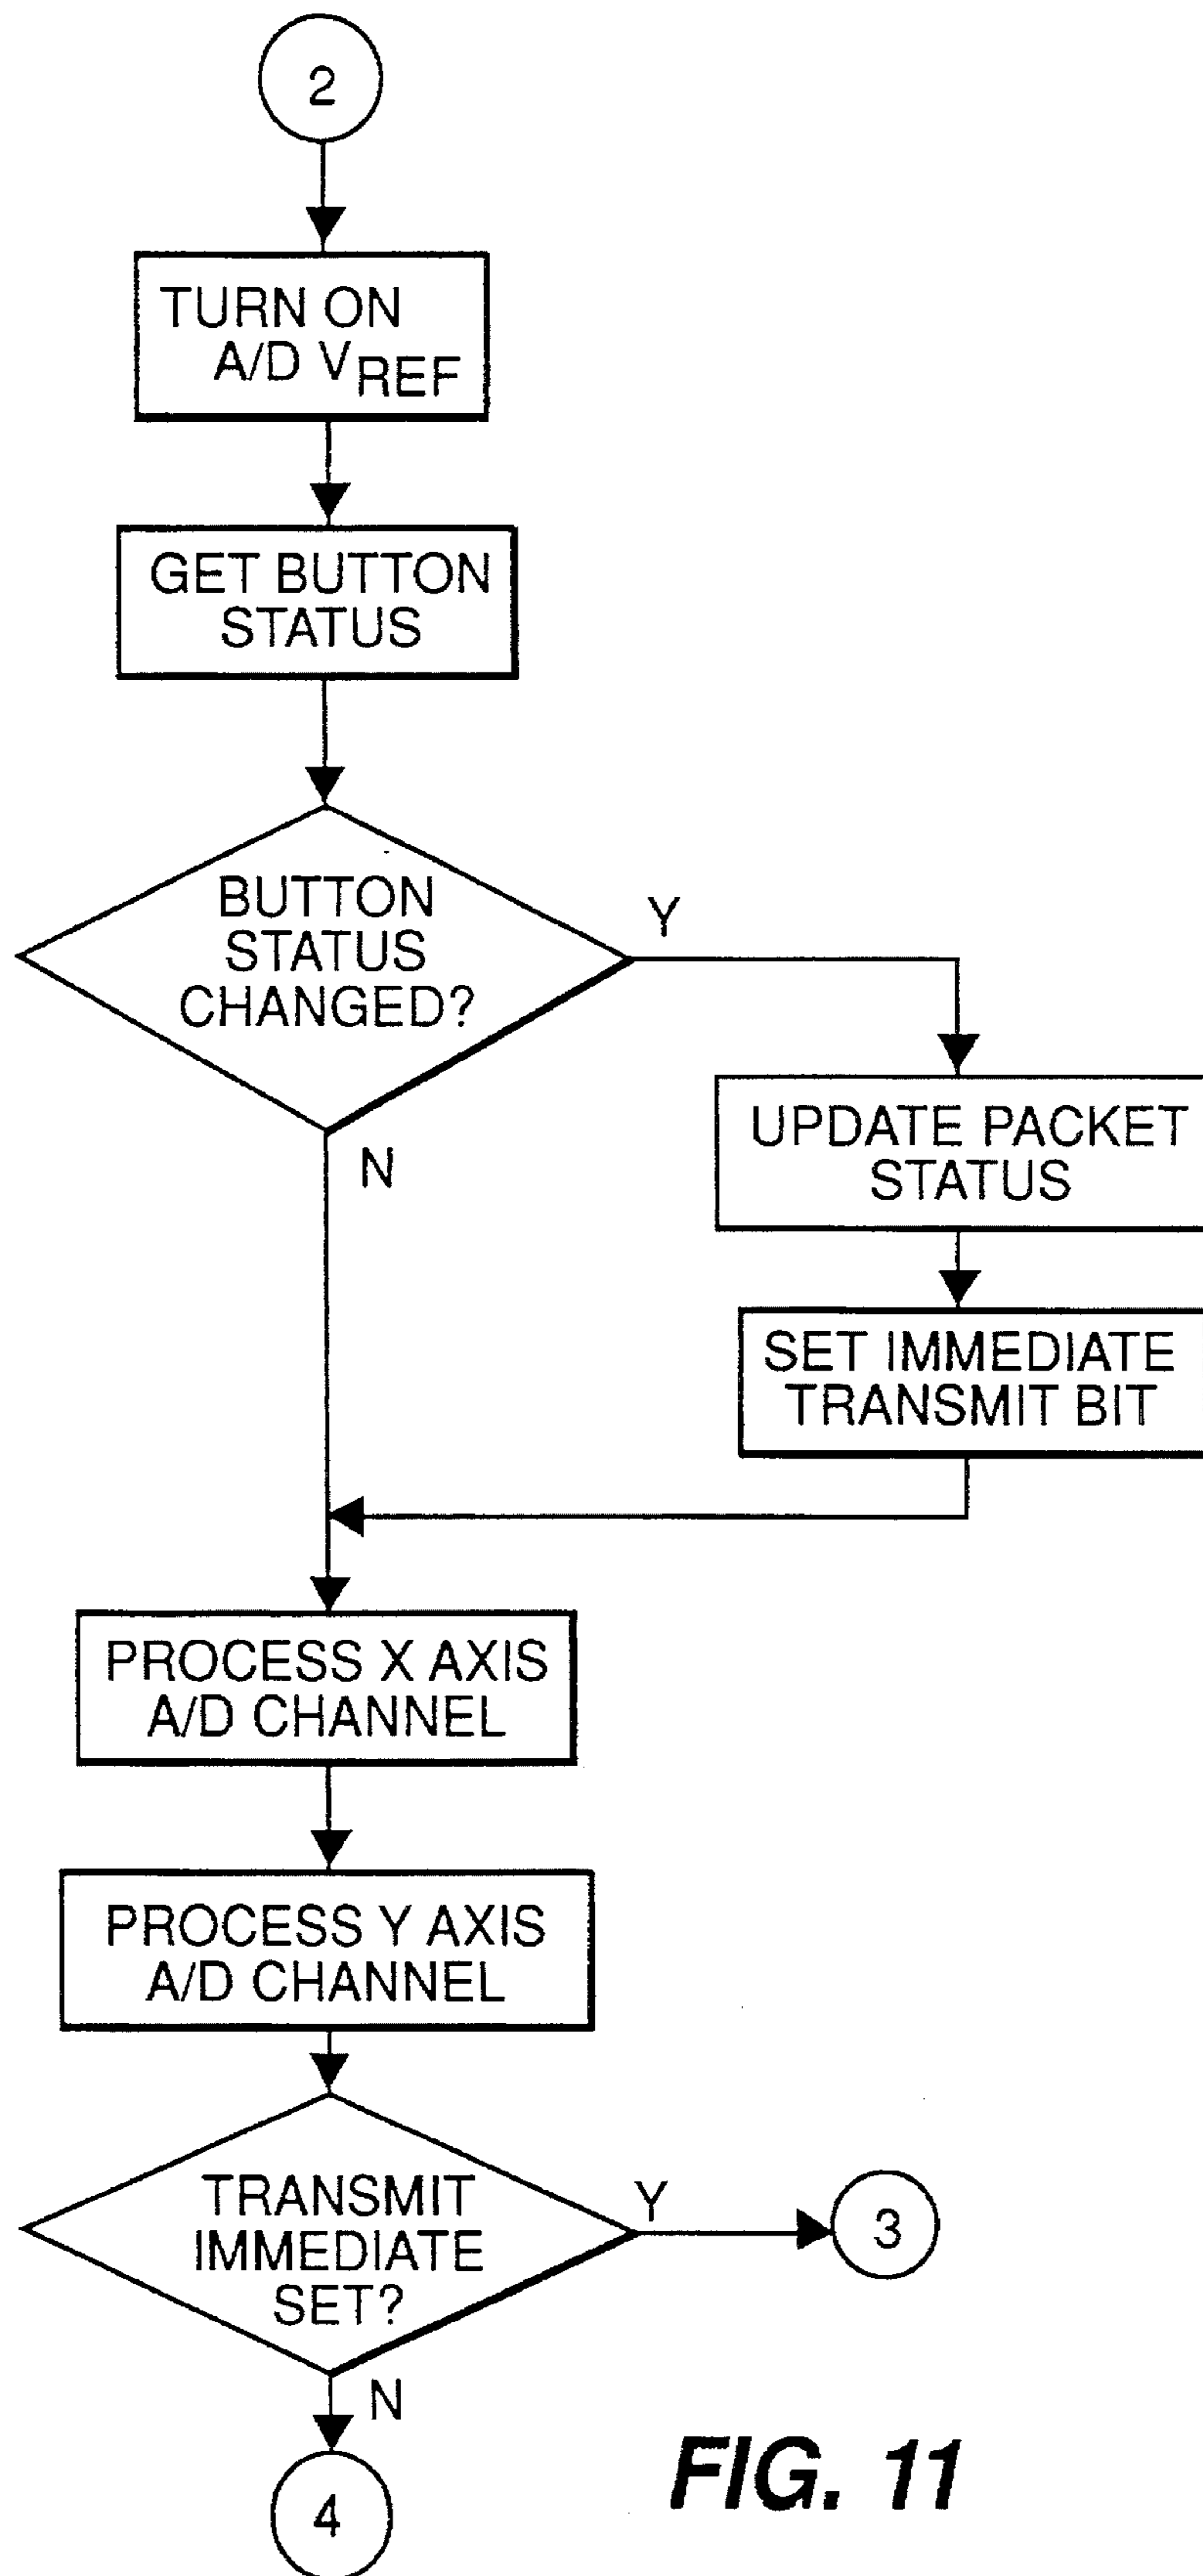 2
TURN ON
A/D VREF
GET BUTTON
STATUS
BUTTON
STATUS
CHANGED?
Y
N
UPDATE PACKET
STATUS
SET IMMEDIATE
TRANSMIT BIT
PROCESS X AXIS
A/D CHANNEL
PROCESS Y AXIS
A/D CHANNEL
TRANSMIT
IMMEDIATE
SET?
Y
3
N
4
FIG. 11